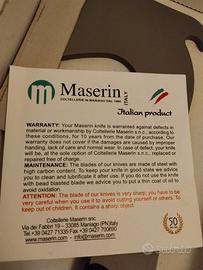 Maserin
ITALY
COLTELLERIE IN MANIAGO DAL 1960
Italian product
WARRANTY: Your Maserin knife is warranted against defects in
material or workmanship by Coltellerie Maserin s.n.c., according to
these conditions, for 10 years from the date of purchase. Our
warranty does not cover if the damages are caused by improper
handling, lack of care and normal wear. In case of defect, your knife
will be, at the sole option of Coltellerie Maserin s.n.c., replaced or
repaired free of charge.
MAINTENANCE: The blades of our knives are made of steel with
high carbon content. To keep your knife in good state we advice
you to clean and lubrificate it after use. If you do not use the knife
with bead blasted blade we advice you to put a thin coat of oil to
avoid oxidation.
ATTENTION: The blade of our knives is very sharp; you have to be
very careful when you use it to avoid cutting yourself or others. To
keep out of children. It contains a sharp object.
Coltellerie Maserin snc
Via dei Fabbri 19 – 33085 Maniago (PN)Italy
Tel +39 0427 71335 - Fax +39 0427 700690
www.maserin.com - info@maserin.com
50
subito